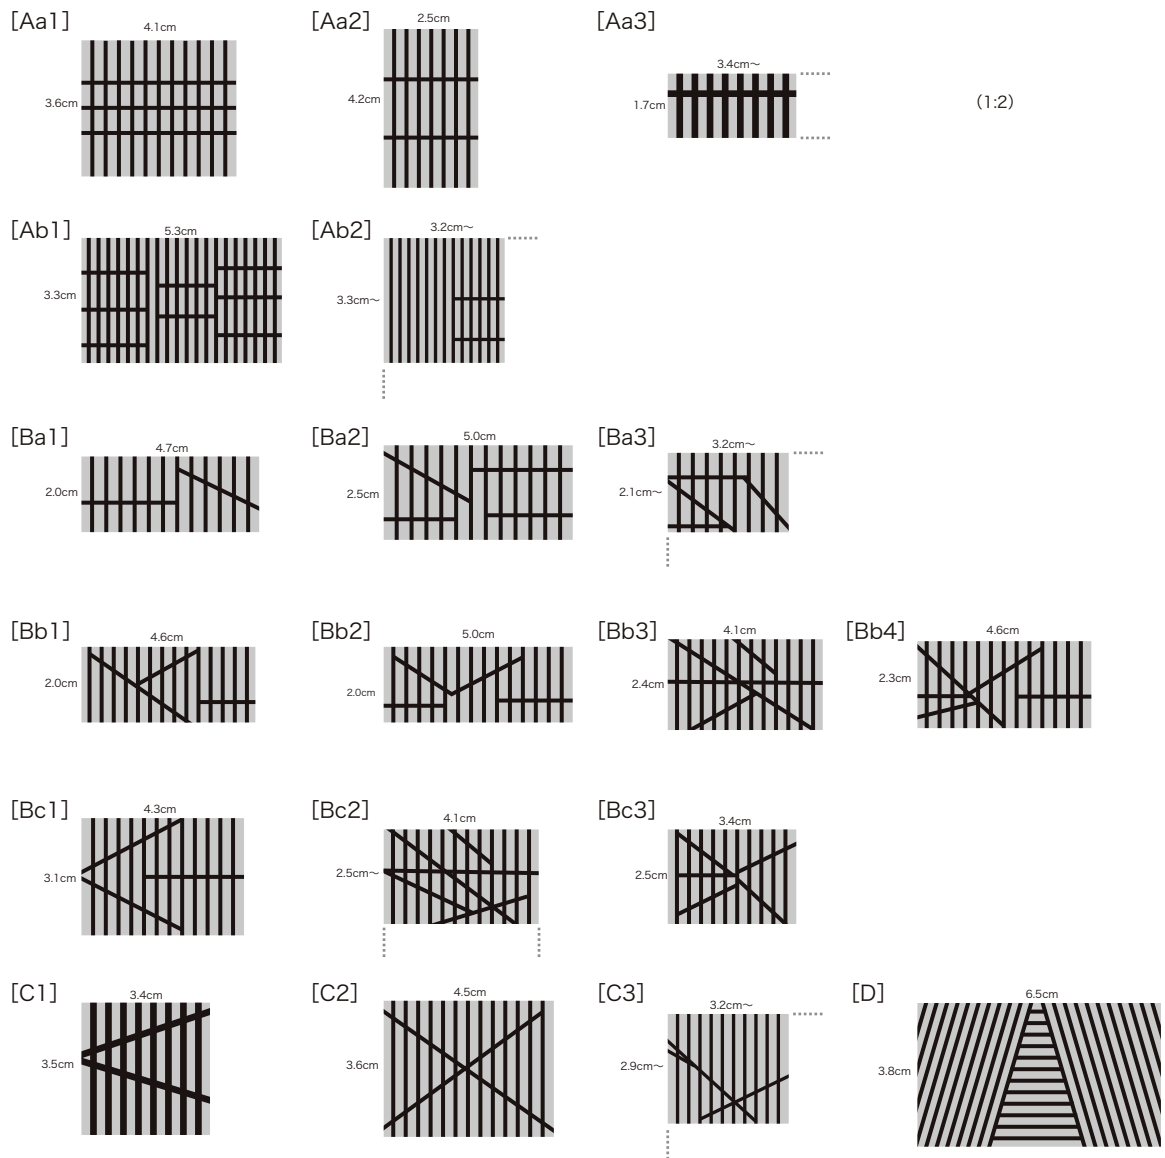 [Aa1]
4.1cm
3.6cm
[Aa2]
2.5cm
4.2cm
[Aa3]
3.4cm〜
1.7cm
(1:2)
[Ab1]
5.3cm
3.3cm
[Ab2]
3.2cm〜
3.3cm〜
[Ba1]
4.7cm
2.0cm
[Ba2]
5.0cm
2.5cm
[Ba3]
3.2cm〜
2.1cm〜
[Bb1]
4.6cm
2.0cm
[Bb2]
5.0cm
2.0cm
[Bb3]
4.1cm
2.4cm
[Bb4]
4.6cm
2.3cm
[Bc1]
4.3cm
3.1cm
[Bc2]
4.1cm
2.5cm〜
[Bc3]
3.4cm
2.5cm
[C1]
3.4cm
3.5cm
[C2]
4.5cm
3.6cm
[C3]
3.2cm〜
2.9cm〜
[D]
6.5cm
3.8cm